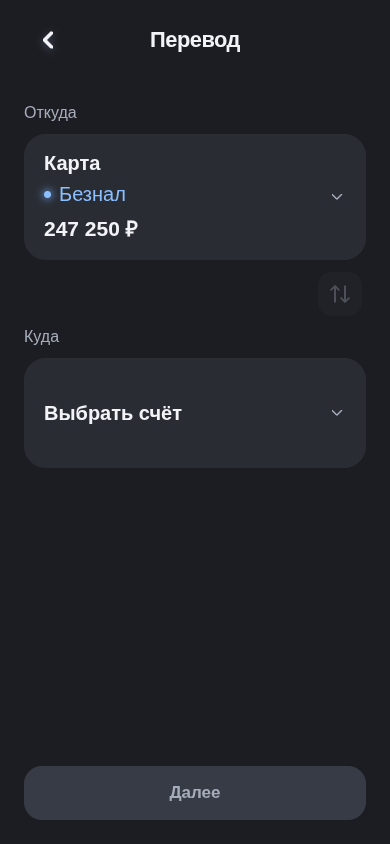 Перевод
Откуда
Карта
Безнал
247 250 ₽
Куда
Выбрать счёт
Далее